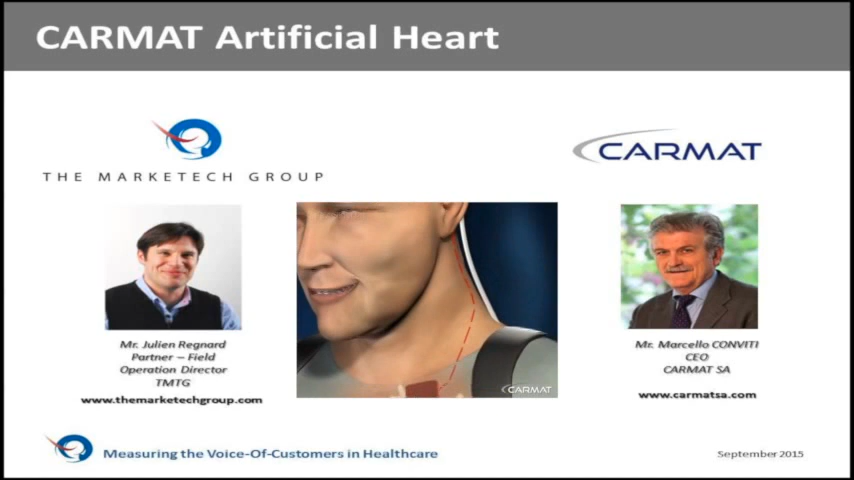 CARMAT Artificial Heart
THE MARKETECH GROUP
CARMAT
CARMAT
Mr. Julien Regnard
Partner – Field
Operation Director
TMTG
www.themarketechgroup.com
Mr. Marcello CONVITI
CEO
CARMAT SA
www.carmatsa.com
Measuring the Voice-Of-Customers in Healthcare
September 2015